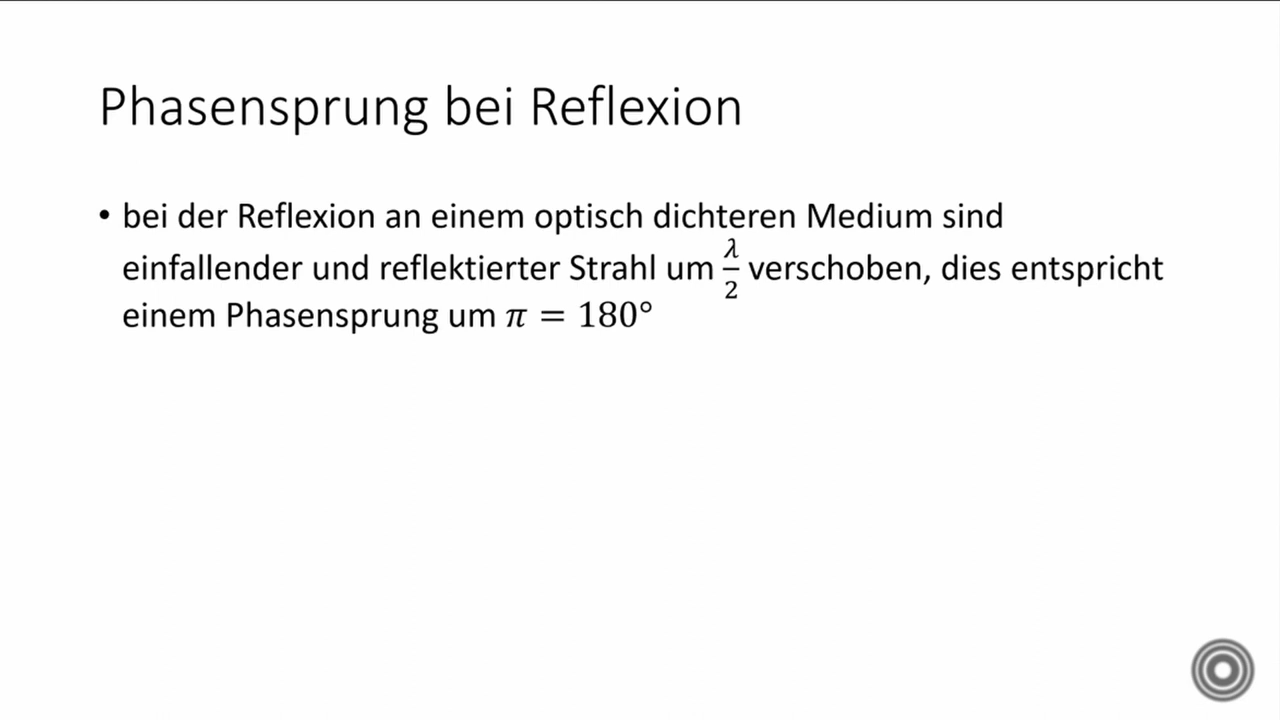 Phasensprung bei Reflexion
• bei der Reflexion an einem optisch dichteren Medium sind
einfallender und reflektierter Strahl um λ/2 verschoben, dies entspricht
einem Phasensprung um π = 180°